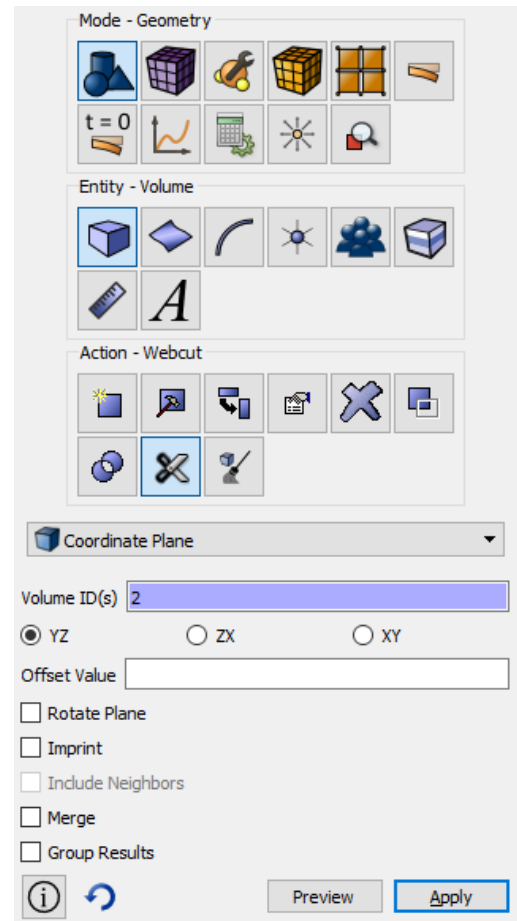 Mode - Geometry
t = 0
Entity - Volume
A
Action - Webcut
Coordinate Plane
Volume ID(s) 2
YZ ZX XY
Offset Value
Rotate Plane
Imprint
Include Neighbors
Merge
Group Results
i Preview Apply